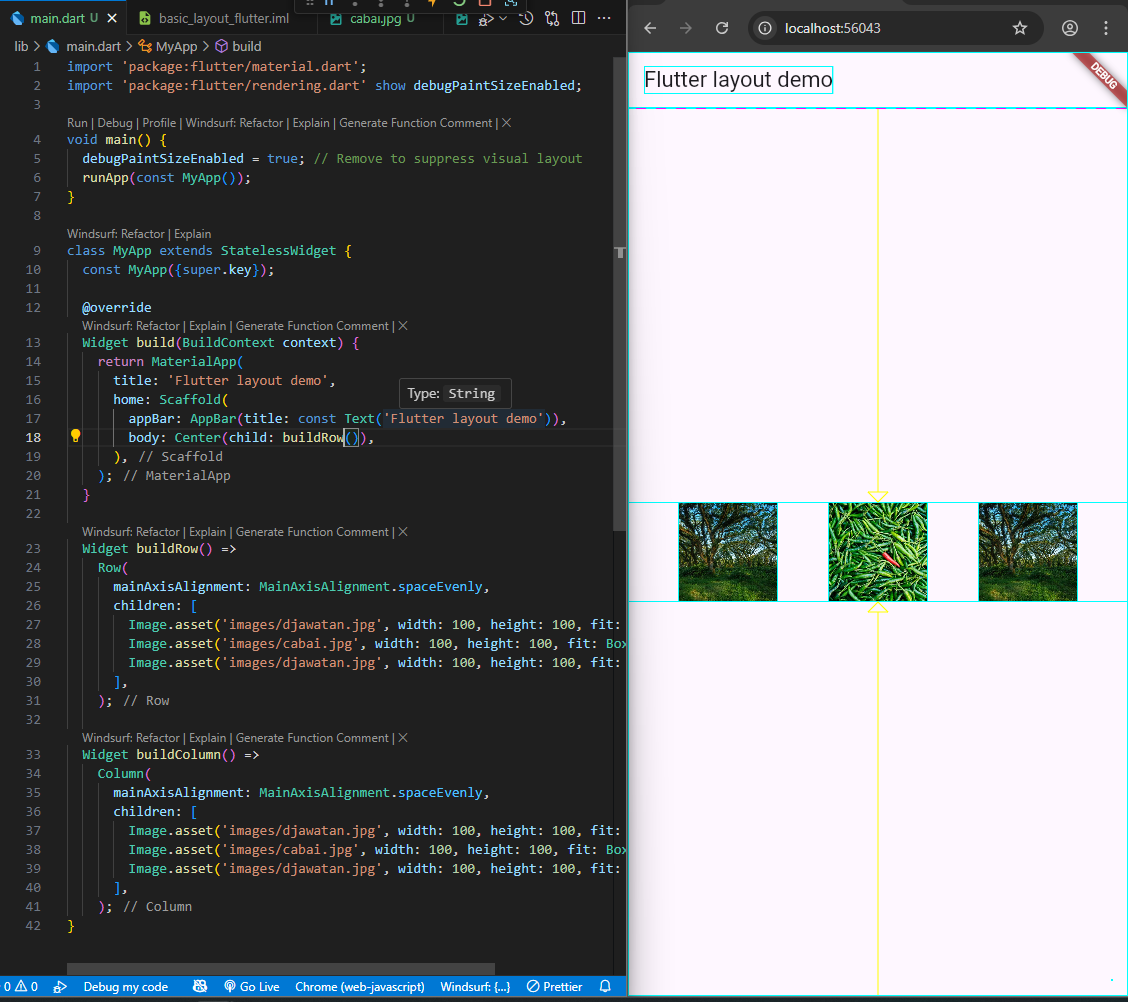 main.dart U
basic_layout_flutter.iml
cabai.jpg U
lib > main.dart > MyApp > build
1 import 'package:flutter/material.dart';
2 import 'package:flutter/rendering.dart' show debugPaintSizeEnabled;
3
Run | Debug | Profile | Windsurf: Refactor | Explain | Generate Function Comment | X
4 void main() {
5 debugPaintSizeEnabled = true; // Remove to suppress visual layout
6 runApp(const MyApp());
7 }
8
Windsurf: Refactor | Explain
9 class MyApp extends StatelessWidget {
10 const MyApp({super.key});
11
12 @override
Windsurf: Refactor | Explain | Generate Function Comment | X
13 Widget build(BuildContext context) {
14 return MaterialApp(
15 title: 'Flutter layout demo',
16 home: Scaffold(
Type: String
17 appBar: AppBar(title: const Text('Flutter layout demo')),
18 body: Center(child: buildRow()),
19 ), // Scaffold
20 ); // MaterialApp
21 }
22
Windsurf: Refactor | Explain | Generate Function Comment | X
23 Widget buildRow() =>
24 Row(
25 mainAxisAlignment: MainAxisAlignment.spaceEvenly,
26 children: [
27 Image.asset('images/djawatan.jpg', width: 100, height: 100, fit:
28 Image.asset('images/cabai.jpg', width: 100, height: 100, fit: Box
29 Image.asset('images/djawatan.jpg', width: 100, height: 100, fit:
30 ],
31 ); // Row
32
Windsurf: Refactor | Explain | Generate Function Comment | X
33 Widget buildColumn() =>
34 Column(
35 mainAxisAlignment: MainAxisAlignment.spaceEvenly,
36 children: [
37 Image.asset('images/djawatan.jpg', width: 100, height: 100, fit:
38 Image.asset('images/cabai.jpg', width: 100, height: 100, fit: Box
39 Image.asset('images/djawatan.jpg', width: 100, height: 100, fit:
40 ],
41 ); // Column
42 }
0 0 Debug my code Go Live Chrome (web-javascript) Windsurf: {...} Prettier
localhost:56043
Flutter layout demo
DEBUG